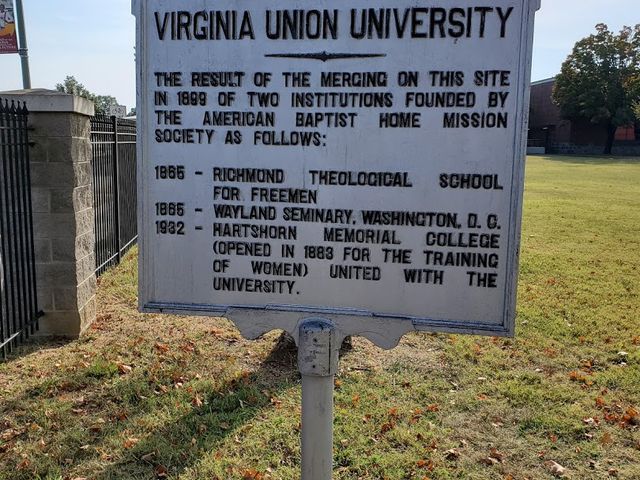 VIRGINIA UNION UNIVERSITY
THE RESULT OF THE MERGING ON THIS SITE
IN 1899 OF TWO INSTITUTIONS FOUNDED BY
THE AMERICAN BAPTIST HOME MISSION
SOCIETY AS FOLLOWS:
1865 - RICHMOND THEOLOGICAL SCHOOL
FOR FREEMEN
1865 - WAYLAND SEMINARY, WASHINGTON, D. C.
1932 - HARTSHORN MEMORIAL COLLEGE
(OPENED IN 1883 FOR THE TRAINING
OF WOMEN) UNITED WITH THE
UNIVERSITY.